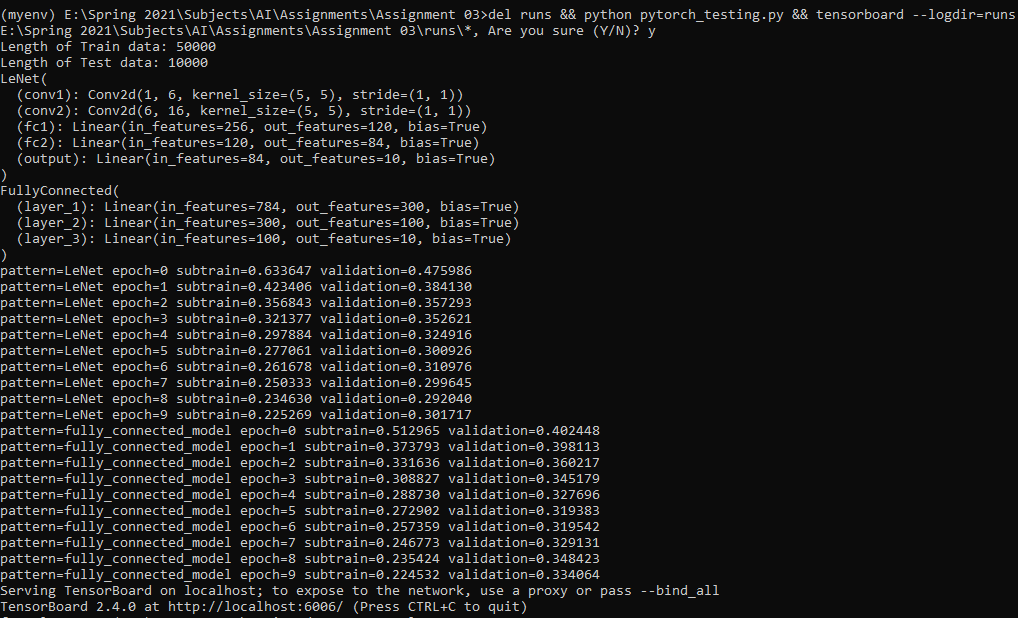 (myenv) E:\Spring 2021\Subjects\AI\Assignments\Assignment 03>del runs && python pytorch_testing.py && tensorboard --logdir=runs
E:\Spring 2021\Subjects\AI\Assignments\Assignment 03\runs\*, Are you sure (Y/N)? y
Length of Train data: 50000
Length of Test data: 10000
LeNet(
  (conv1): Conv2d(1, 6, kernel_size=(5, 5), stride=(1, 1))
  (conv2): Conv2d(6, 16, kernel_size=(5, 5), stride=(1, 1))
  (fc1): Linear(in_features=256, out_features=120, bias=True)
  (fc2): Linear(in_features=120, out_features=84, bias=True)
  (output): Linear(in_features=84, out_features=10, bias=True)
)
FullyConnected(
  (layer_1): Linear(in_features=784, out_features=300, bias=True)
  (layer_2): Linear(in_features=300, out_features=100, bias=True)
  (layer_3): Linear(in_features=100, out_features=10, bias=True)
)
pattern=LeNet epoch=0 subtrain=0.633647 validation=0.475986
pattern=LeNet epoch=1 subtrain=0.423406 validation=0.384130
pattern=LeNet epoch=2 subtrain=0.356843 validation=0.357293
pattern=LeNet epoch=3 subtrain=0.321377 validation=0.352621
pattern=LeNet epoch=4 subtrain=0.297884 validation=0.324916
pattern=LeNet epoch=5 subtrain=0.277061 validation=0.300926
pattern=LeNet epoch=6 subtrain=0.261678 validation=0.310976
pattern=LeNet epoch=7 subtrain=0.250333 validation=0.299645
pattern=LeNet epoch=8 subtrain=0.234630 validation=0.292040
pattern=LeNet epoch=9 subtrain=0.225269 validation=0.301717
pattern=fully_connected_model epoch=0 subtrain=0.512965 validation=0.402448
pattern=fully_connected_model epoch=1 subtrain=0.373793 validation=0.398113
pattern=fully_connected_model epoch=2 subtrain=0.331636 validation=0.360217
pattern=fully_connected_model epoch=3 subtrain=0.308827 validation=0.345179
pattern=fully_connected_model epoch=4 subtrain=0.288730 validation=0.327696
pattern=fully_connected_model epoch=5 subtrain=0.272902 validation=0.319383
pattern=fully_connected_model epoch=6 subtrain=0.257359 validation=0.319542
pattern=fully_connected_model epoch=7 subtrain=0.246773 validation=0.329131
pattern=fully_connected_model epoch=8 subtrain=0.235424 validation=0.348423
pattern=fully_connected_model epoch=9 subtrain=0.224532 validation=0.334064
Serving TensorBoard on localhost; to expose to the network, use a proxy or pass --bind_all
TensorBoard 2.4.0 at http://localhost:6006/ (Press CTRL+C to quit)